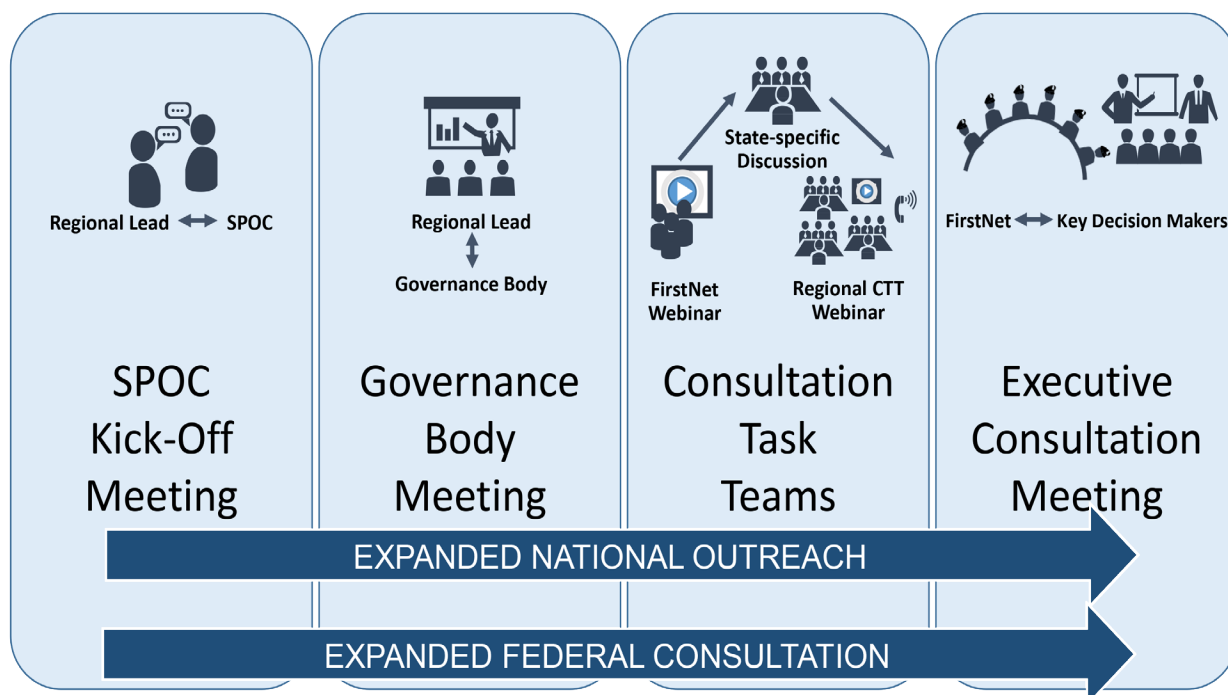 Regional Lead
SPOC
SPOC
Kick-Off
Meeting
Regional Lead
Governance Body
Governance
Body
Meeting
State-specific
Discussion
FirstNet
Webinar
Regional CTT
Webinar
Consultation
Task
Teams
FirstNet
Key Decision Makers
Executive
Consultation
Meeting
EXPANDED NATIONAL OUTREACH
EXPANDED FEDERAL CONSULTATION